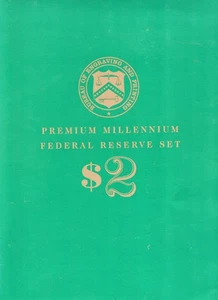 BUREAU OF ENGRAVING AND PRINTING
PREMIUM MILLENNIUM
FEDERAL RESERVE SET
$2